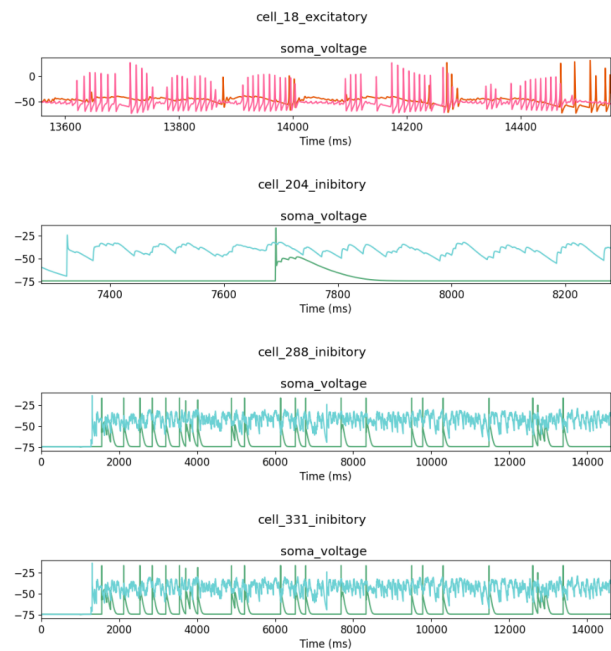 cell_18_excitatory
soma_voltage
0
−50
13600 13800 14000 14200 14400
Time (ms)
cell_204_inibitory
soma_voltage
−25
−50
−75
7400 7600 7800 8000 8200
Time (ms)
cell_288_inibitory
soma_voltage
−25
−50
−75
0 2000 4000 6000 8000 10000 12000 14000
Time (ms)
cell_331_inibitory
soma_voltage
−25
−50
−75
0 2000 4000 6000 8000 10000 12000 14000
Time (ms)